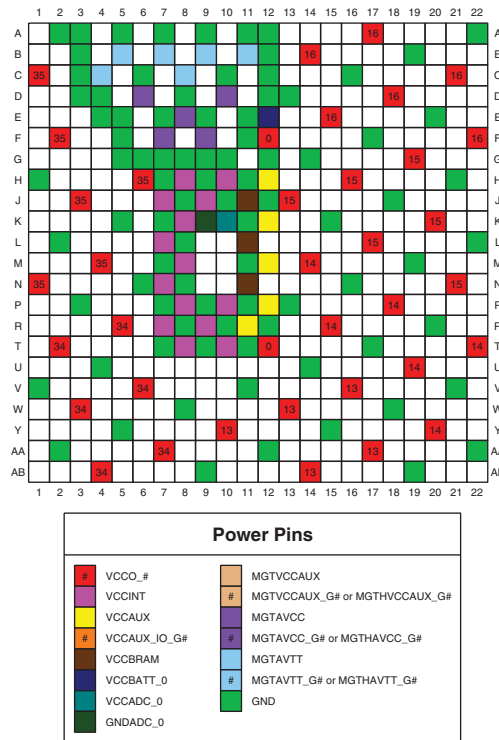 1 2 3 4 5 6 7 8 9 10 11 12 13 14 15 16 17 18 19 20 21 22
A 16 A
B 14 B
C 35 16 C
D 16 D
E 16 E
F 35 0 16 F
G 15 G
H 35 15 H
J 35 15 J
K 15 K
L 15 L
M 35 14 M
N 35 15 N
P 14 P
R 34 14 R
T 34 0 14 T
U 14 U
V 34 13 V
W 34 13 W
Y 13 14 Y
AA 34 13 AA
AB 34 13 AB
1 2 3 4 5 6 7 8 9 10 11 12 13 14 15 16 17 18 19 20 21 22
Power Pins
# VCCO_#
VCCINT
VCCAUX
# VCCAUX_IO_G#
VCCBRAM
VCCBATT_0
VCCADC_0
GNDADC_0
MGTVCCAUX
# MGTVCCAUX_G# or MGTHVCCAUX_G#
MGTAVCC
# MGTAVCC_G# or MGTHAVCC_G#
MGTAVTT
# MGTAVTT_G# or MGTHAVTT_G#
GND